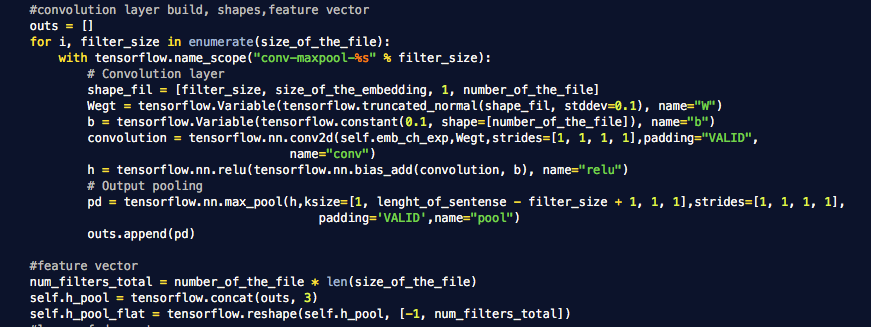 #convolution layer build, shapes,feature vector
outs = []
for i, filter_size in enumerate(size_of_the_file):
    with tensorflow.name_scope("conv-maxpool-%s" % filter_size):
        # Convolution layer
        shape_fil = [filter_size, size_of_the_embedding, 1, number_of_the_file]
        Wegt = tensorflow.Variable(tensorflow.truncated_normal(shape_fil, stddev=0.1), name="W")
        b = tensorflow.Variable(tensorflow.constant(0.1, shape=[number_of_the_file]), name="b")
        convolution = tensorflow.nn.conv2d(self.emb_ch_exp,Wegt,strides=[1, 1, 1, 1],padding="VALID",
                                    name="conv")
        h = tensorflow.nn.relu(tensorflow.nn.bias_add(convolution, b), name="relu")
        # Output pooling
        pd = tensorflow.nn.max_pool(h,ksize=[1, lenght_of_sentense - filter_size + 1, 1, 1],strides=[1, 1, 1, 1],
                                        padding='VALID',name="pool")
        outs.append(pd)

#feature vector
num_filters_total = number_of_the_file * len(size_of_the_file)
self.h_pool = tensorflow.concat(outs, 3)
self.h_pool_flat = tensorflow.reshape(self.h_pool, [-1, num_filters_total])